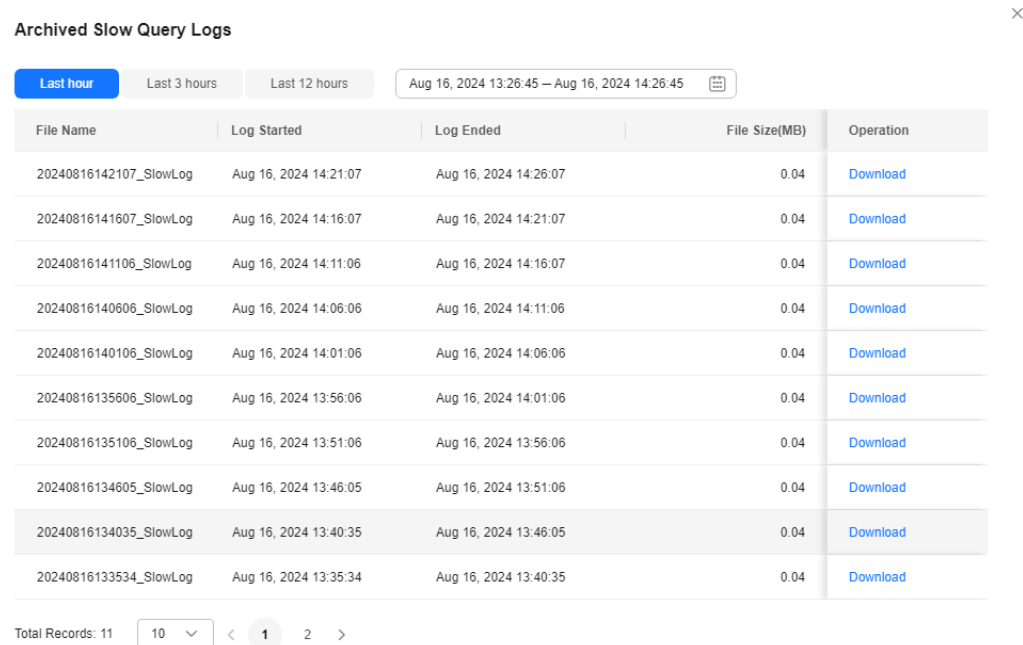 Archived Slow Query Logs
Last hour Last 3 hours Last 12 hours Aug 16, 2024 13:26:45 — Aug 16, 2024 14:26:45
File Name Log Started Log Ended File Size(MB) Operation
20240816142107_SlowLog Aug 16, 2024 14:21:07 Aug 16, 2024 14:26:07 0.04 Download
20240816141607_SlowLog Aug 16, 2024 14:16:07 Aug 16, 2024 14:21:07 0.04 Download
20240816141106_SlowLog Aug 16, 2024 14:11:06 Aug 16, 2024 14:16:07 0.04 Download
20240816140606_SlowLog Aug 16, 2024 14:06:06 Aug 16, 2024 14:11:06 0.04 Download
20240816140106_SlowLog Aug 16, 2024 14:01:06 Aug 16, 2024 14:06:06 0.04 Download
20240816135606_SlowLog Aug 16, 2024 13:56:06 Aug 16, 2024 14:01:06 0.04 Download
20240816135106_SlowLog Aug 16, 2024 13:51:06 Aug 16, 2024 13:56:06 0.04 Download
20240816134605_SlowLog Aug 16, 2024 13:46:05 Aug 16, 2024 13:51:06 0.04 Download
20240816134035_SlowLog Aug 16, 2024 13:40:35 Aug 16, 2024 13:46:05 0.04 Download
20240816133534_SlowLog Aug 16, 2024 13:35:34 Aug 16, 2024 13:40:35 0.04 Download
Total Records: 11 10 1 2